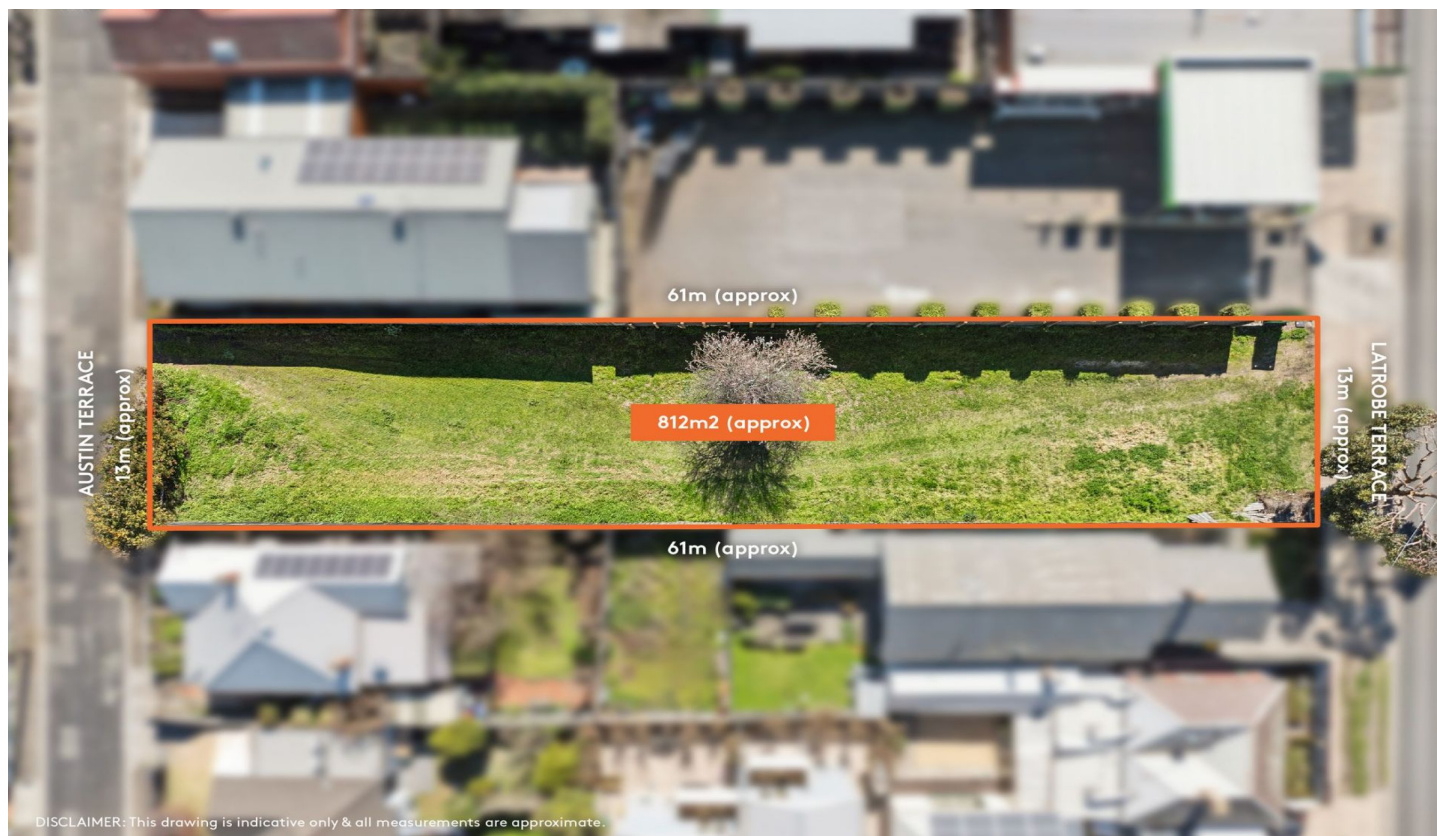 61m (approx)
AUSTIN TERRACE
13m (approx)
812m2 (approx)
13m (approx)
LATROBE TERRACE
61m (approx)
DISCLAIMER: This drawing is indicative only & all measurements are approximate.